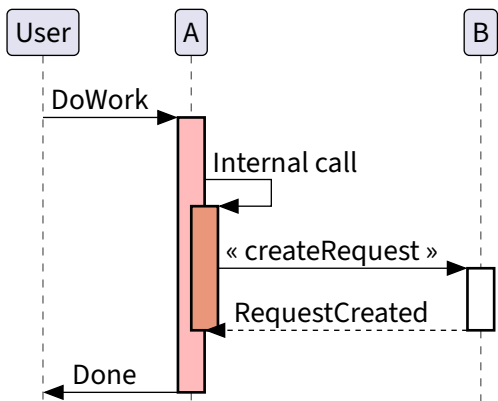 User
A
B
DoWork
Internal call
« createRequest »
RequestCreated
Done